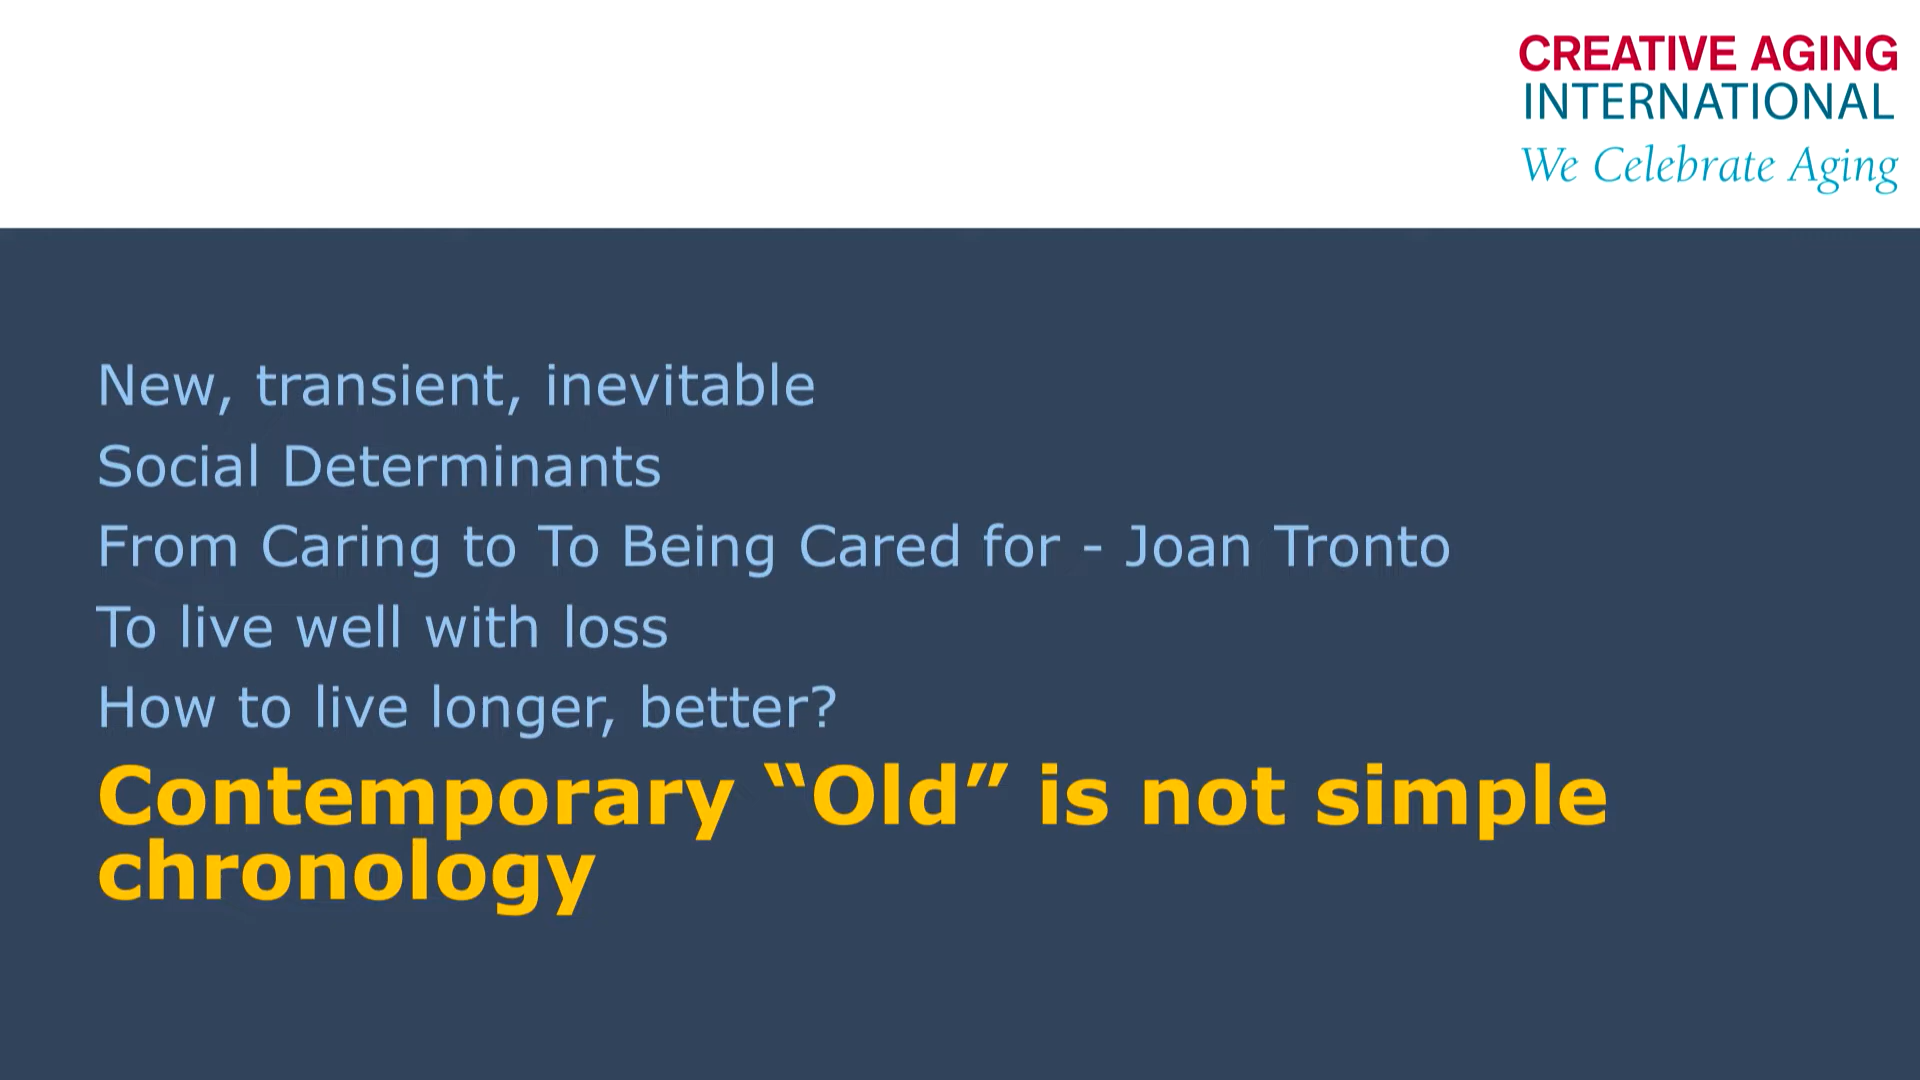 CREATIVE AGING
INTERNATIONAL
We Celebrate Aging
New, transient, inevitable
Social Determinants
From Caring to To Being Cared for - Joan Tronto
To live well with loss
How to live longer, better?
Contemporary “Old” is not simple
chronology